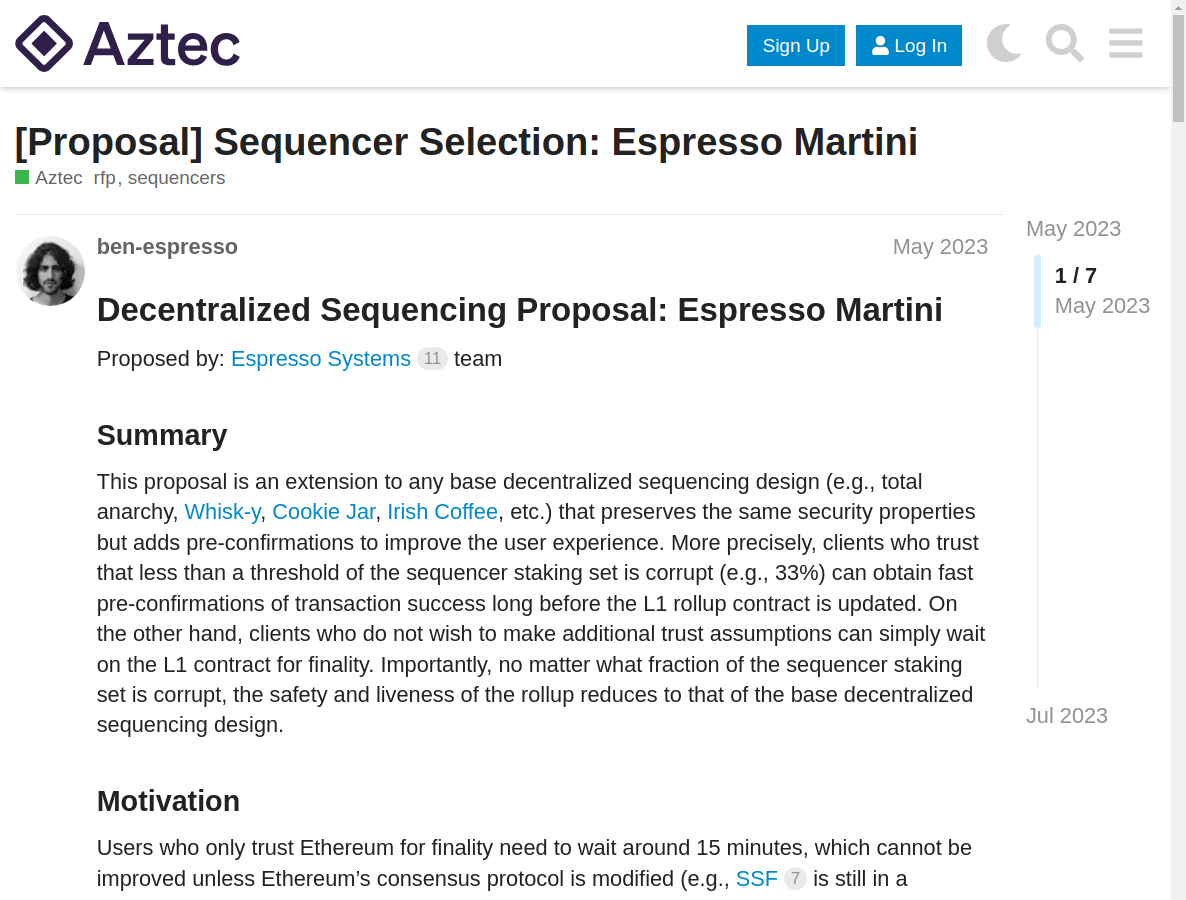 Aztec
Sign Up
Log In
[Proposal] Sequencer Selection: Espresso Martini
Aztec rfp, sequencers
ben-espresso
May 2023
Decentralized Sequencing Proposal: Espresso Martini
Proposed by: Espresso Systems 11 team
Summary
This proposal is an extension to any base decentralized sequencing design (e.g., total
anarchy, Whisk-y, Cookie Jar, Irish Coffee, etc.) that preserves the same security properties
but adds pre-confirmations to improve the user experience. More precisely, clients who trust
that less than a threshold of the sequencer staking set is corrupt (e.g., 33%) can obtain fast
pre-confirmations of transaction success long before the L1 rollup contract is updated. On
the other hand, clients who do not wish to make additional trust assumptions can simply wait
on the L1 contract for finality. Importantly, no matter what fraction of the sequencer staking
set is corrupt, the safety and liveness of the rollup reduces to that of the base decentralized
sequencing design.
Motivation
Users who only trust Ethereum for finality need to wait around 15 minutes, which cannot be
improved unless Ethereum’s consensus protocol is modified (e.g., SSF 7 is still in a
May 2023
1 / 7
May 2023
Jul 2023